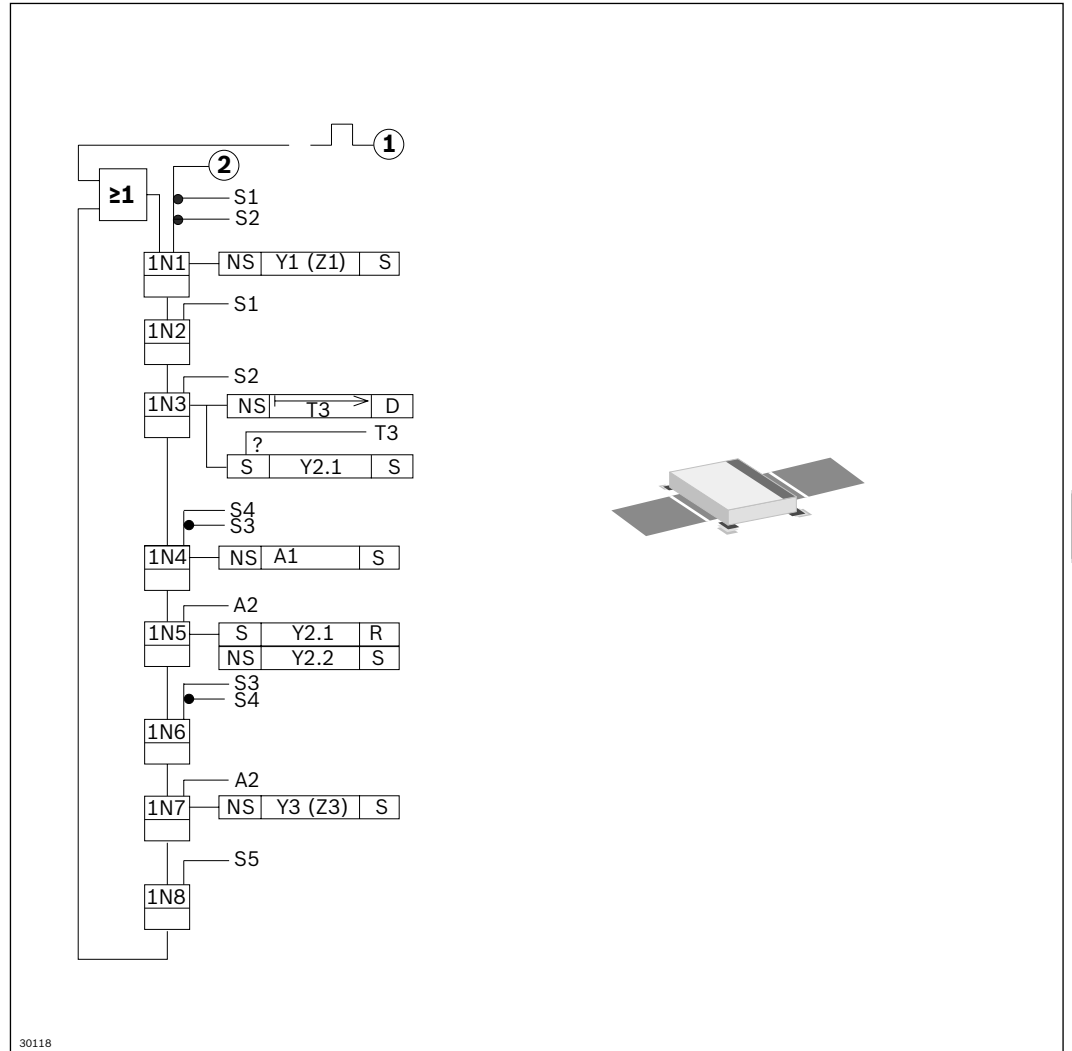 1
2
≥1
S1
S2
1N1 NS Y1 (Z1) S
S1
1N2
S2
1N3 NS T3 D
T3
?
S Y2.1 S
S4
S3
1N4 NS A1 S
A2
1N5 S Y2.1 R
NS Y2.2 S
S3
S4
1N6
A2
1N7 NS Y3 (Z3) S
S5
1N8
30118